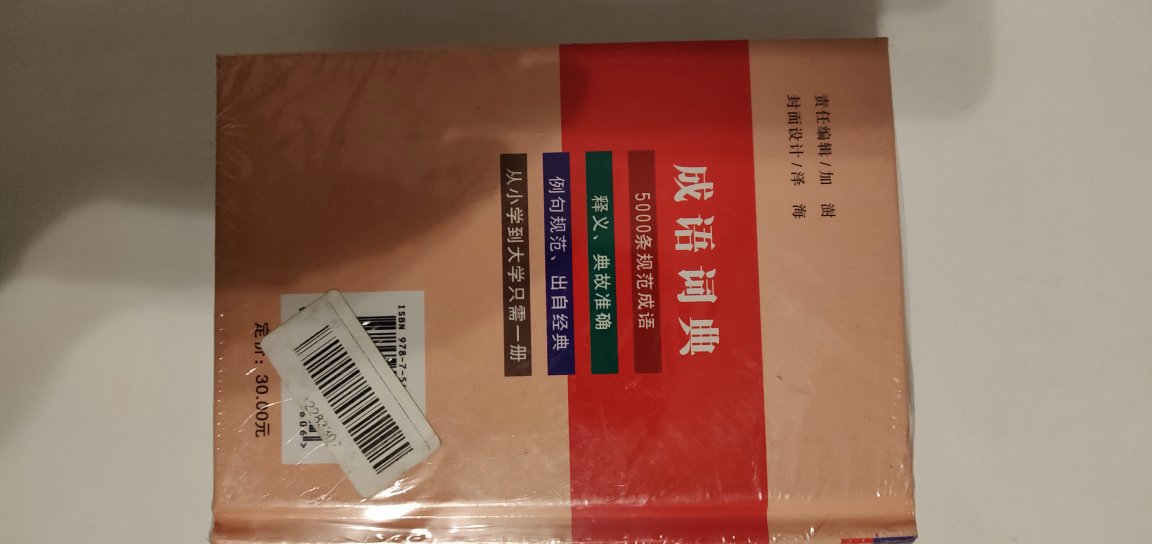 责任编辑/加 澍
封面设计/泽 海
成语词典
5000条规范成语
释义、典故准确
例句规范、出自经典
从小学到大学只需一册
ISBN 978-7-5
906>
定价:30.00元